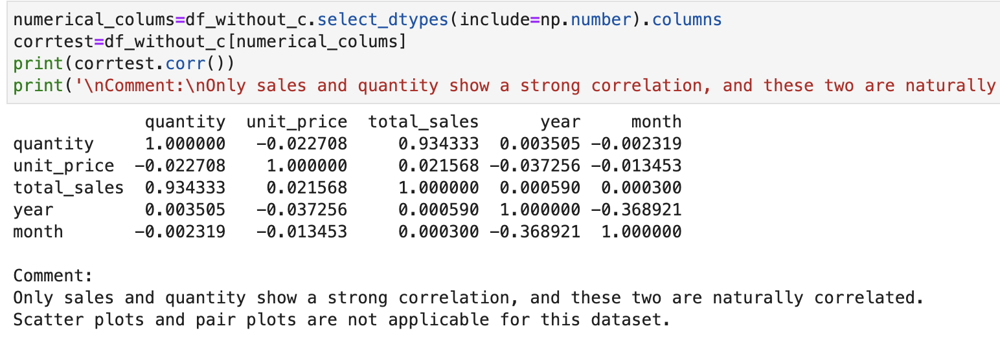 numerical_colums=df_without_c.select_dtypes(include=np.number).columns
corrtest=df_without_c[numerical_colums]
print(corrtest.corr())
print('\nComment:\nOnly sales and quantity show a strong correlation, and these two are naturally
quantity unit_price total_sales year month
quantity 1.000000 −0.022708 0.934333 0.003505 −0.002319
unit_price −0.022708 1.000000 0.021568 −0.037256 −0.013453
total_sales 0.934333 0.021568 1.000000 0.000590 0.000300
year 0.003505 −0.037256 0.000590 1.000000 −0.368921
month −0.002319 −0.013453 0.000300 −0.368921 1.000000
Comment:
Only sales and quantity show a strong correlation, and these two are naturally correlated.
Scatter plots and pair plots are not applicable for this dataset.